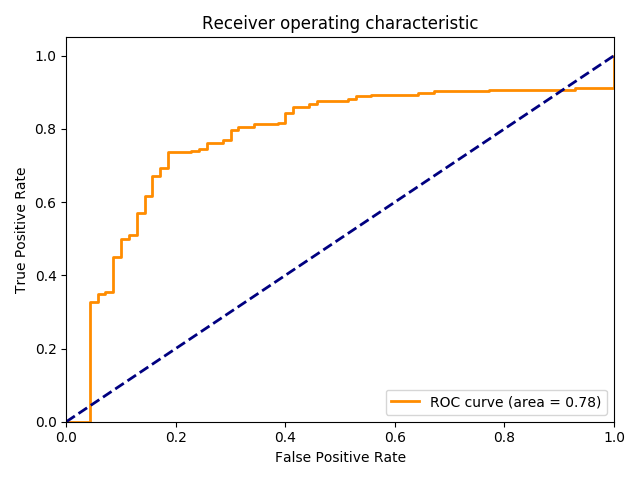 Receiver operating characteristic
True Positive Rate
1.0
0.8
0.6
0.4
0.2
0.0
ROC curve (area = 0.78)
0.0 0.2 0.4 0.6 0.8 1.0
False Positive Rate